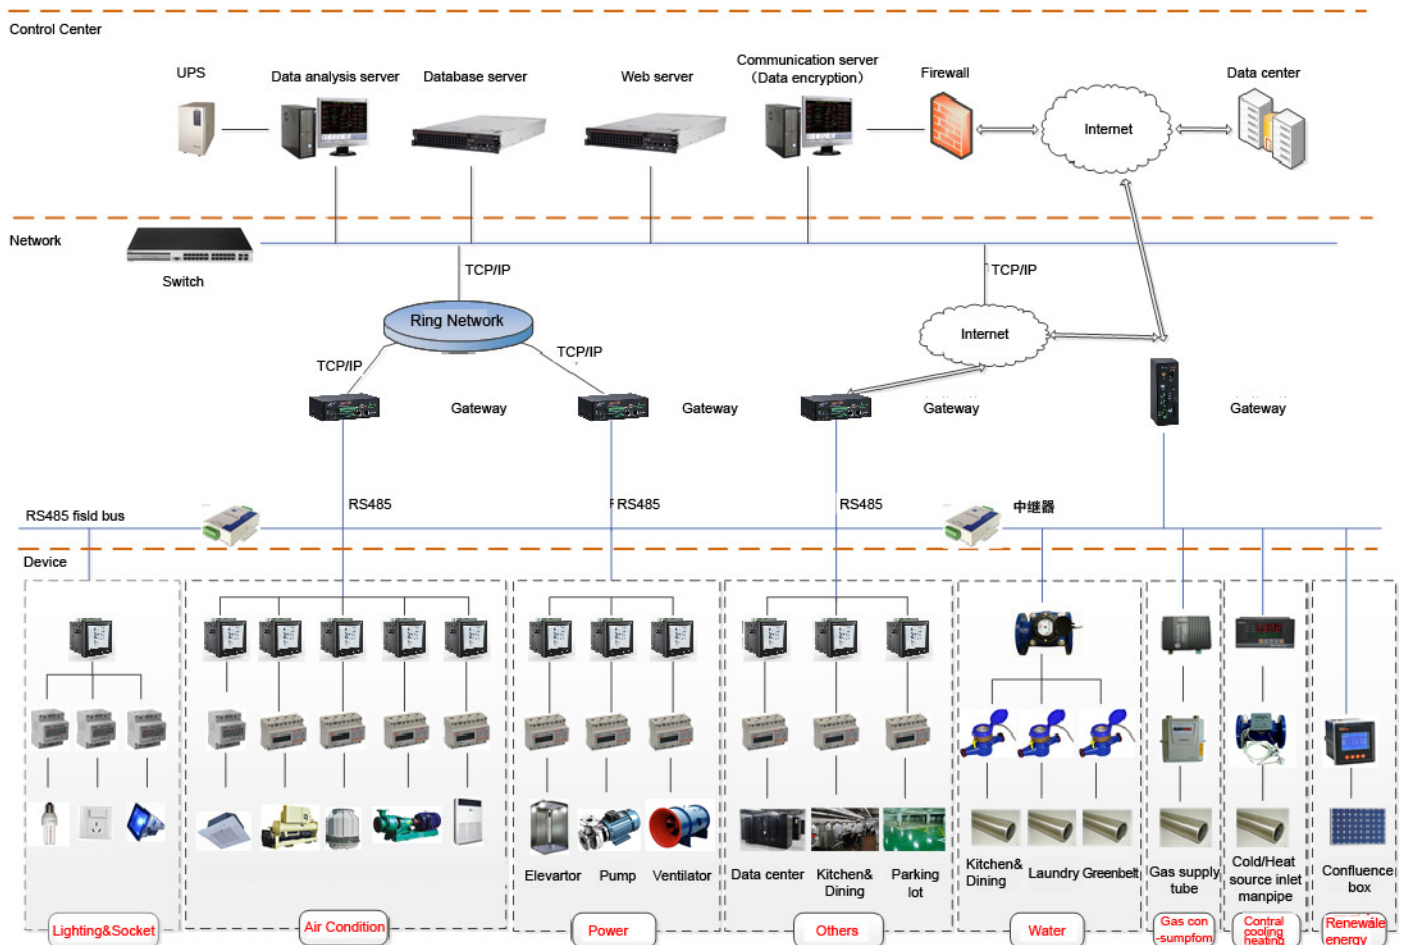 Control Center
UPS
Data analysis server
Database server
Web server
Communication server
(Data encryption)
Firewall
Internet
Data center
Network
Switch
TCP/IP
TCP/IP
Ring Network
Internet
TCP/IP
TCP/IP
Gateway
Gateway
Gateway
Gateway
RS485
RS485
RS485
中继器
RS485 fisld bus
Device
Elevartor
Pump
Ventilator
Data center
Kitchen&
Dining
Parking
lot
Kitchen&
Dining
Laundry
Greenbelt
Gas supply
tube
Cold/Heat
source inlet
manpipe
Confluence
box
Lighting&Socket
Air Condition
Power
Others
Water
Gas con
-sumpfom
Contral
cooling
heating
Renewale
energy